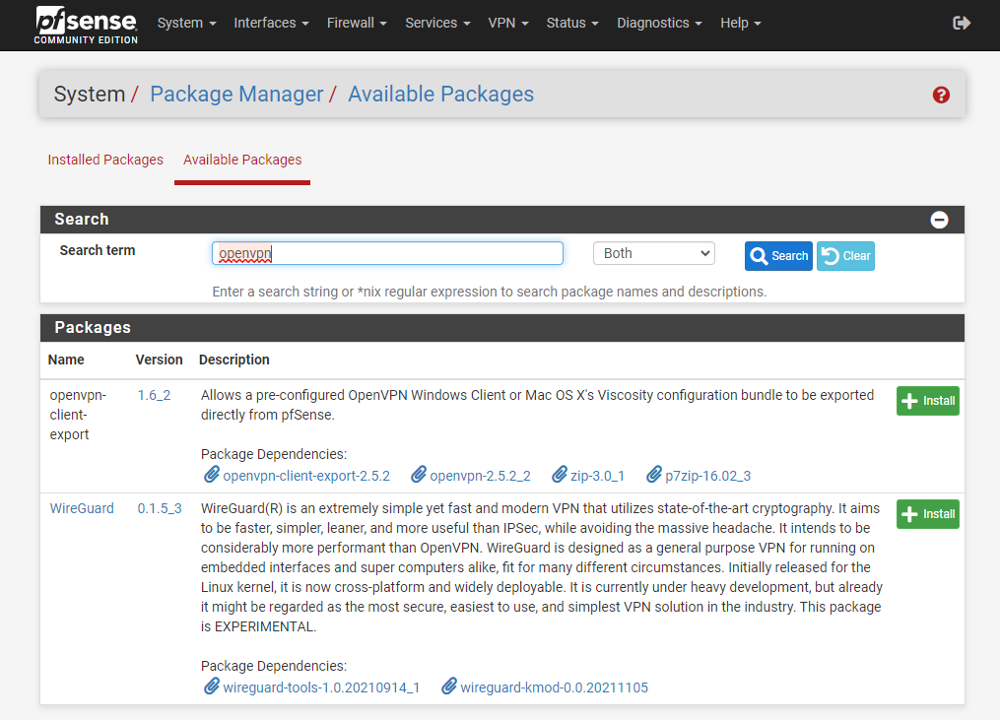 pfsense
COMMUNITY EDITION
System Interfaces Firewall Services VPN Status Diagnostics Help
System / Package Manager / Available Packages
Installed Packages Available Packages
Search
Search term openvpn Both Search Clear
Enter a search string or *nix regular expression to search package names and descriptions.
Packages
Name Version Description
openvpn-
client-
export
1.6_2
Allows a pre-configured OpenVPN Windows Client or Mac OS X's Viscosity configuration bundle to be exported
directly from pfSense.
Package Dependencies:
openvpn-client-export-2.5.2 openvpn-2.5.2_2 zip-3.0_1 p7zip-16.02_3
Install
WireGuard
0.1.5_3
WireGuard(R) is an extremely simple yet fast and modern VPN that utilizes state-of-the-art cryptography. It aims
to be faster, simpler, leaner, and more useful than IPSec, while avoiding the massive headache. It intends to be
considerably more performant than OpenVPN. WireGuard is designed as a general purpose VPN for running on
embedded interfaces and super computers alike, fit for many different circumstances. Initially released for the
Linux kernel, it is now cross-platform and widely deployable. It is currently under heavy development, but already
it might be regarded as the most secure, easiest to use, and simplest VPN solution in the industry. This package
is EXPERIMENTAL.
Package Dependencies:
wireguard-tools-1.0.20210914_1 wireguard-kmod-0.0.20211105
Install